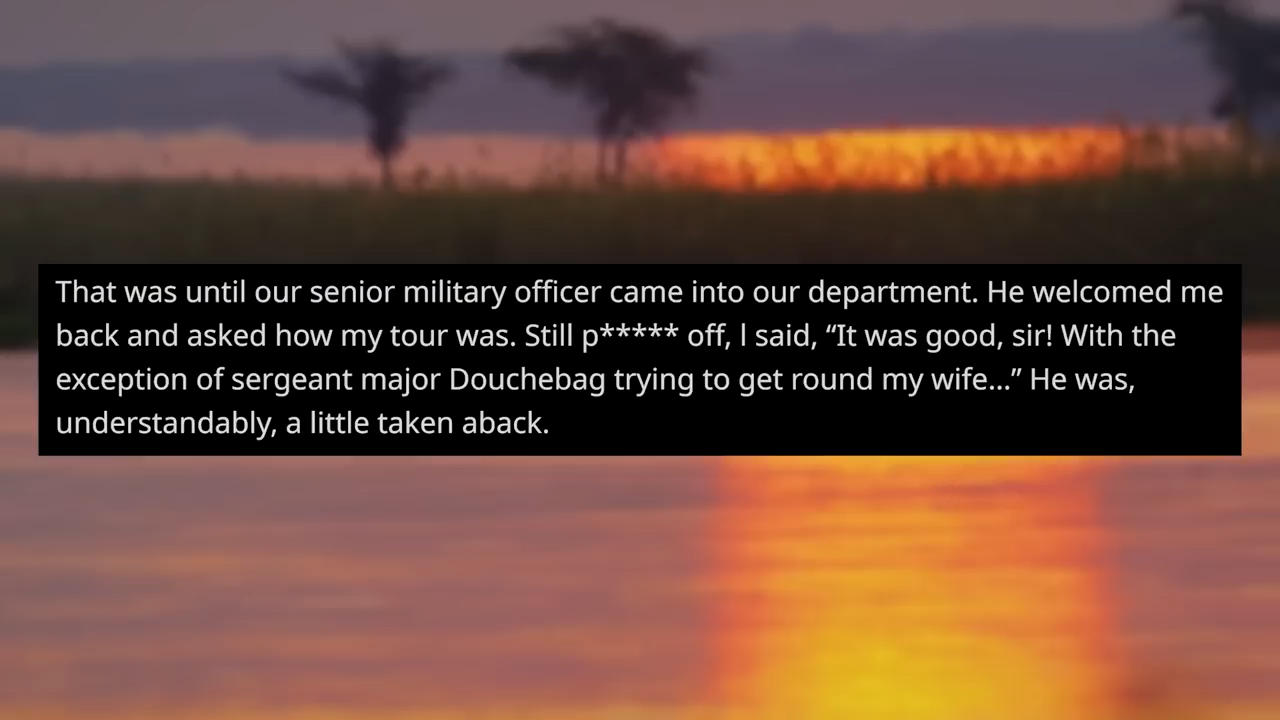 That was until our senior military officer came into our department. He welcomed me
back and asked how my tour was. Still p***** off, I said, “It was good, sir! With the
exception of sergeant major Douchebag trying to get round my wife...” He was,
understandably, a little taken aback.